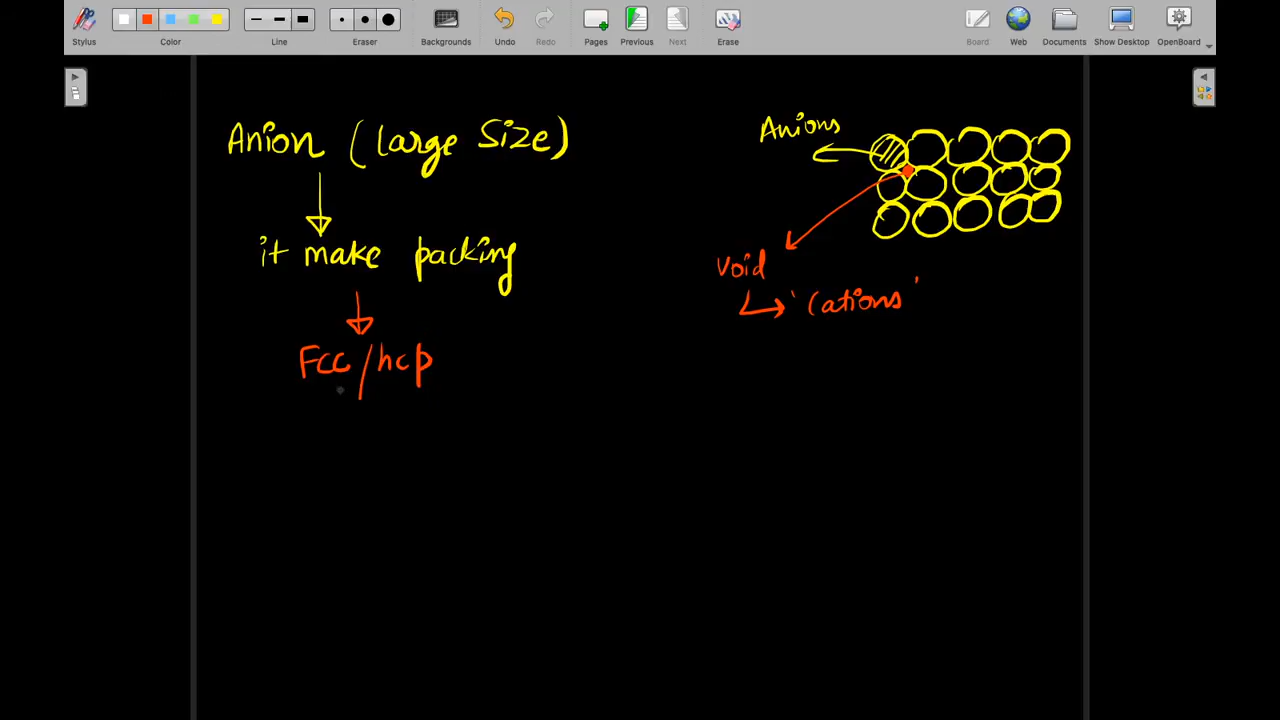 Stylus
Color
Line
Eraser
Backgrounds
Undo
Redo
Pages
Previous
Next
Erase
Board
Web
Documents
Show Desktop
OpenBoard
Anion (large Size)
it make packing
Fcc/hcp
Anions
Void
'Cations'